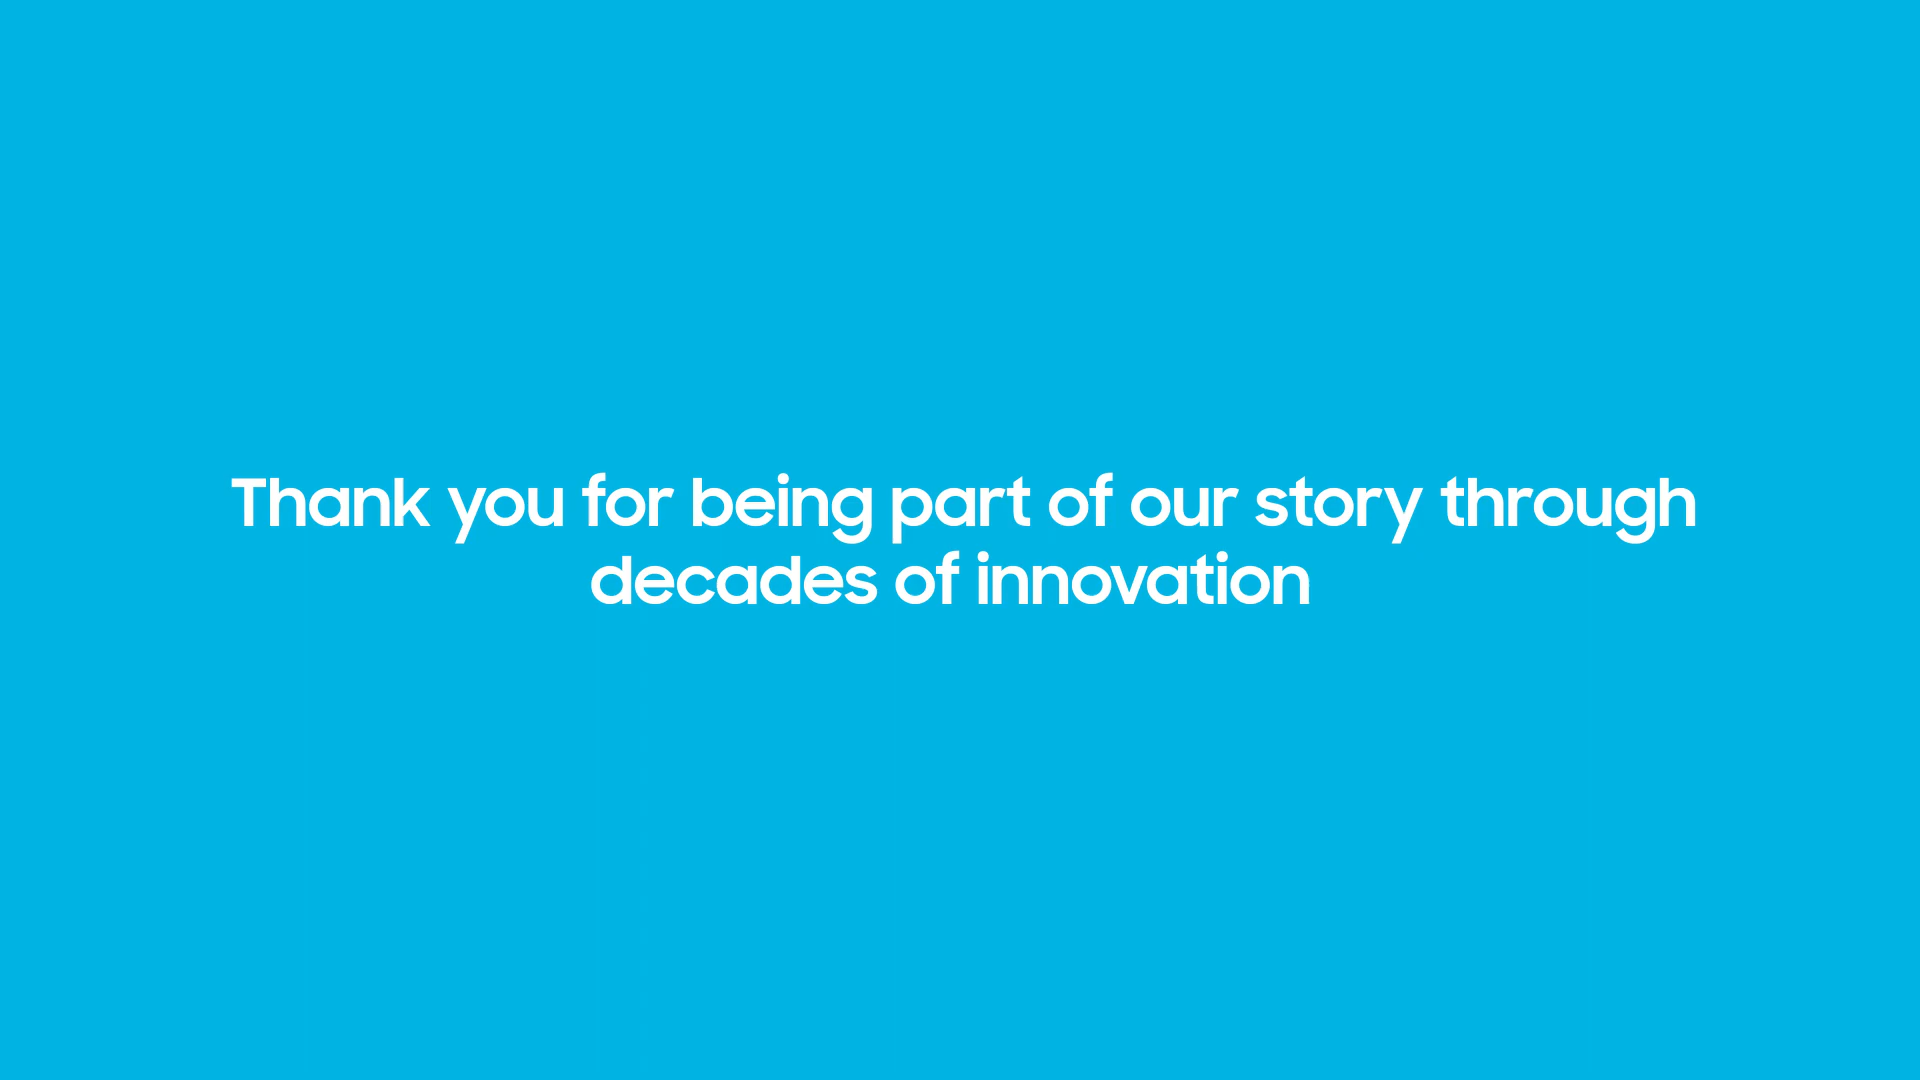 Thank you for being part of our story through
decades of innovation